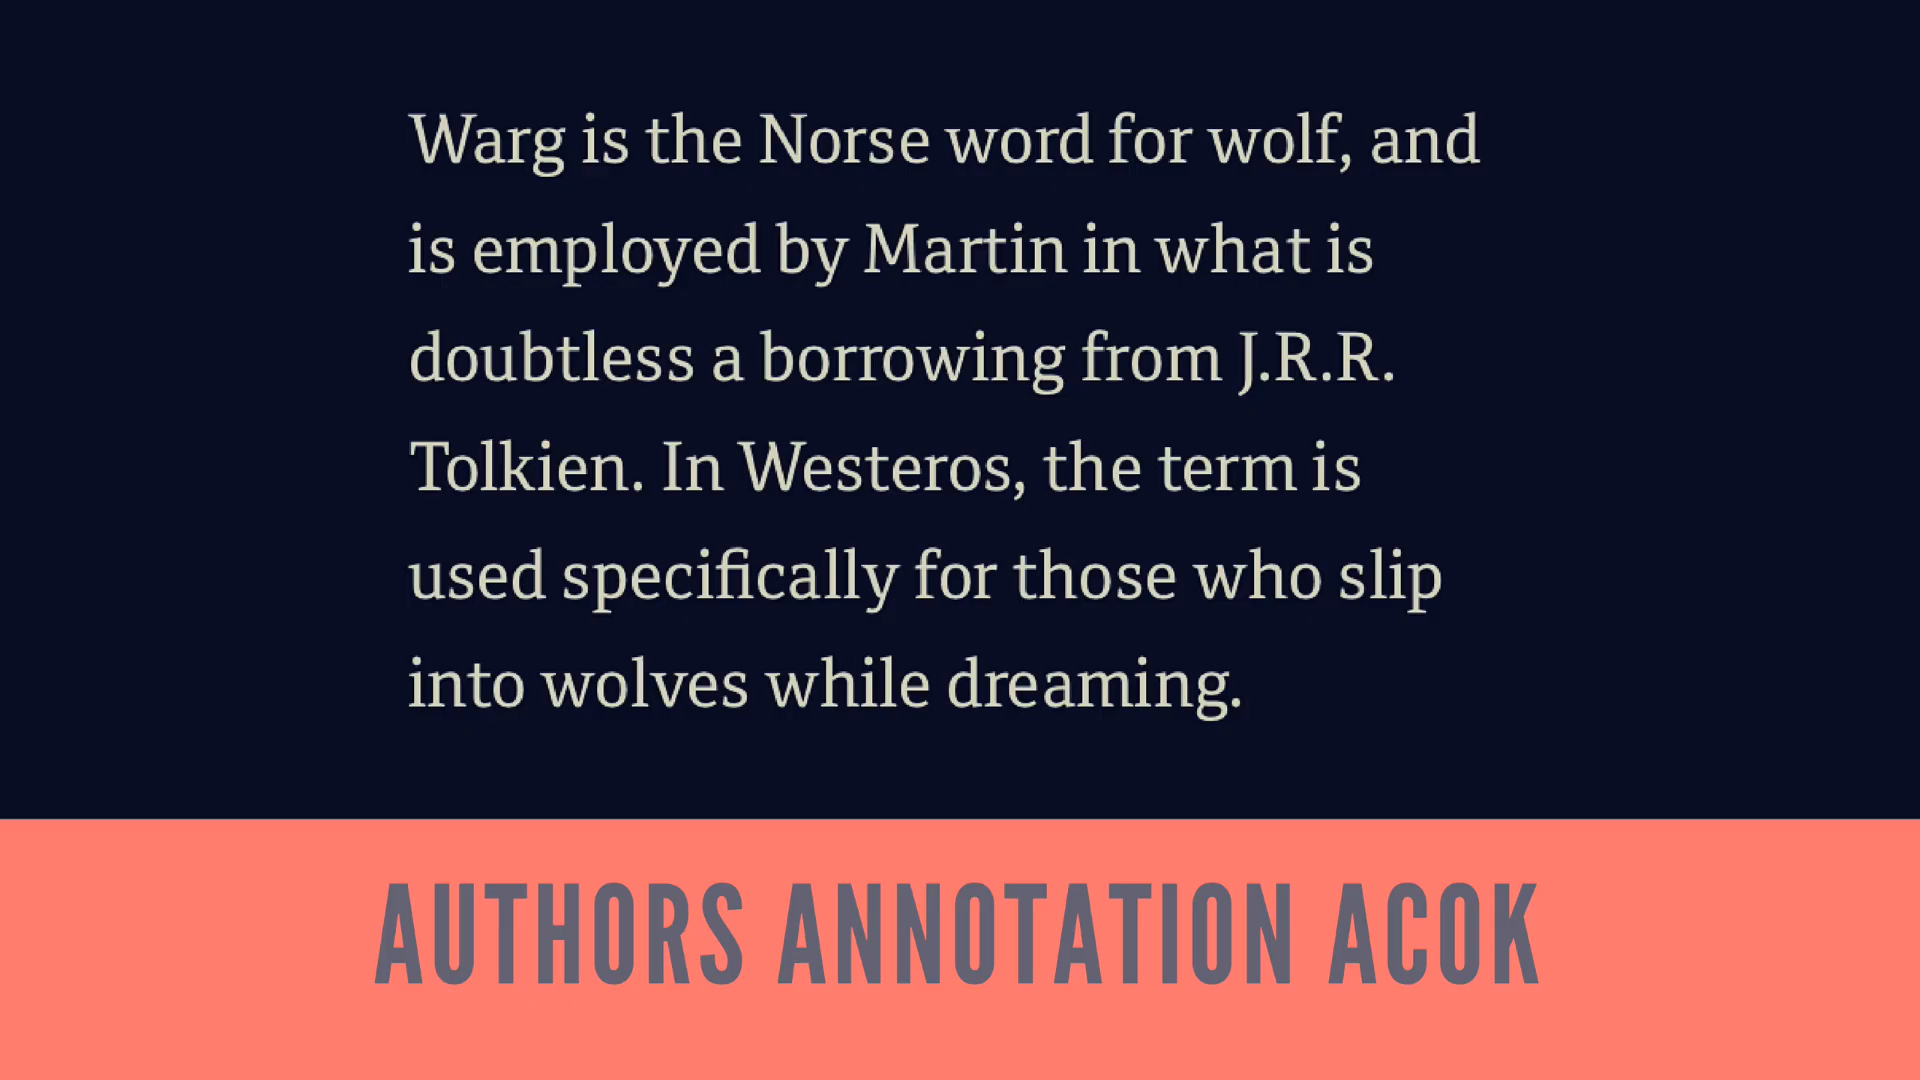 Warg is the Norse word for wolf, and
is employed by Martin in what is
doubtless a borrowing from J.R.R.
Tolkien. In Westeros, the term is
used specifically for those who slip
into wolves while dreaming.
AUTHORS ANNOTATION ACOK